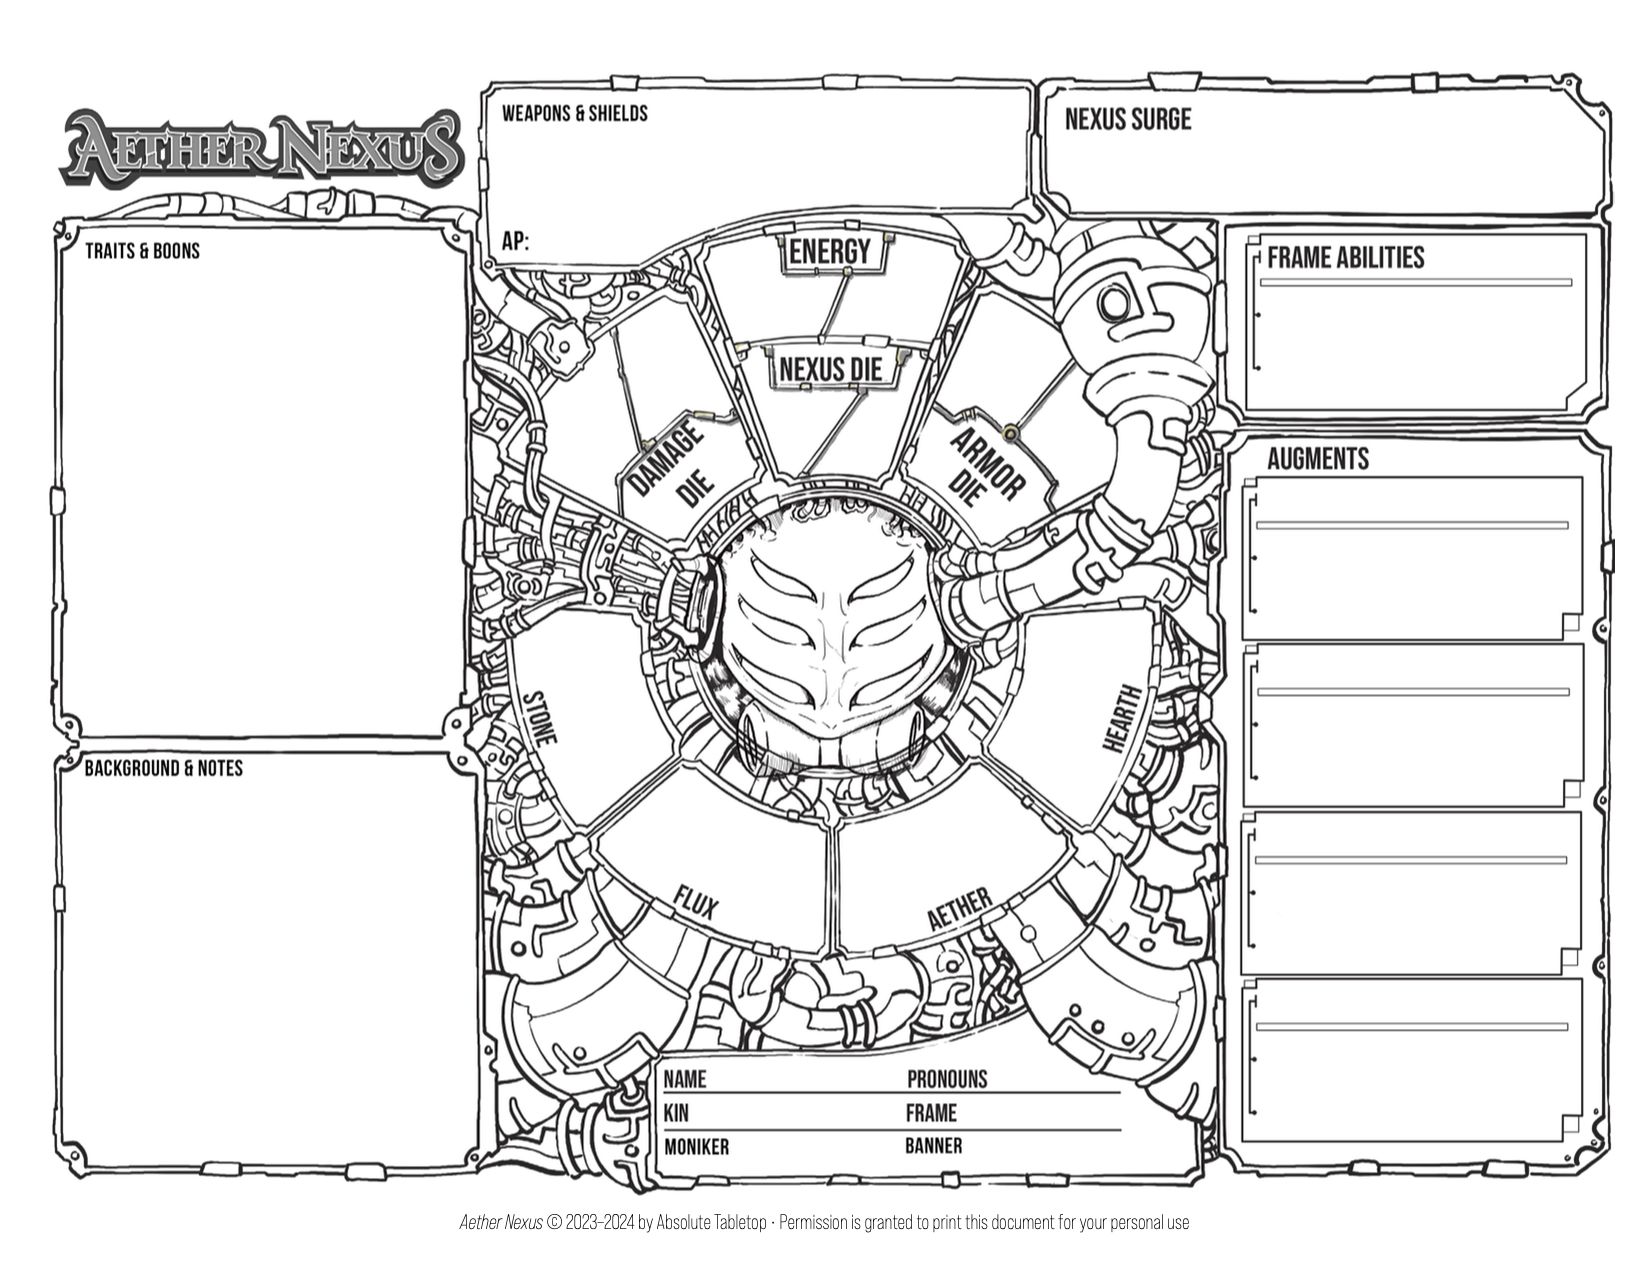 AETHER NEXUS
WEAPONS & SHIELDS
AP:
NEXUS SURGE
TRAITS & BOONS
BACKGROUND & NOTES
ENERGY
NEXUS DIE
DAMAGE
DIE
ARMOR
DIE
STONE
FLUX
AETHER
HEARTH
FRAME ABILITIES
AUGMENTS
NAME PRONOUNS
KIN FRAME
MONIKER BANNER
Aether Nexus © 2023-2024 by Absolute Tabletop · Permission is granted to print this document for your personal use